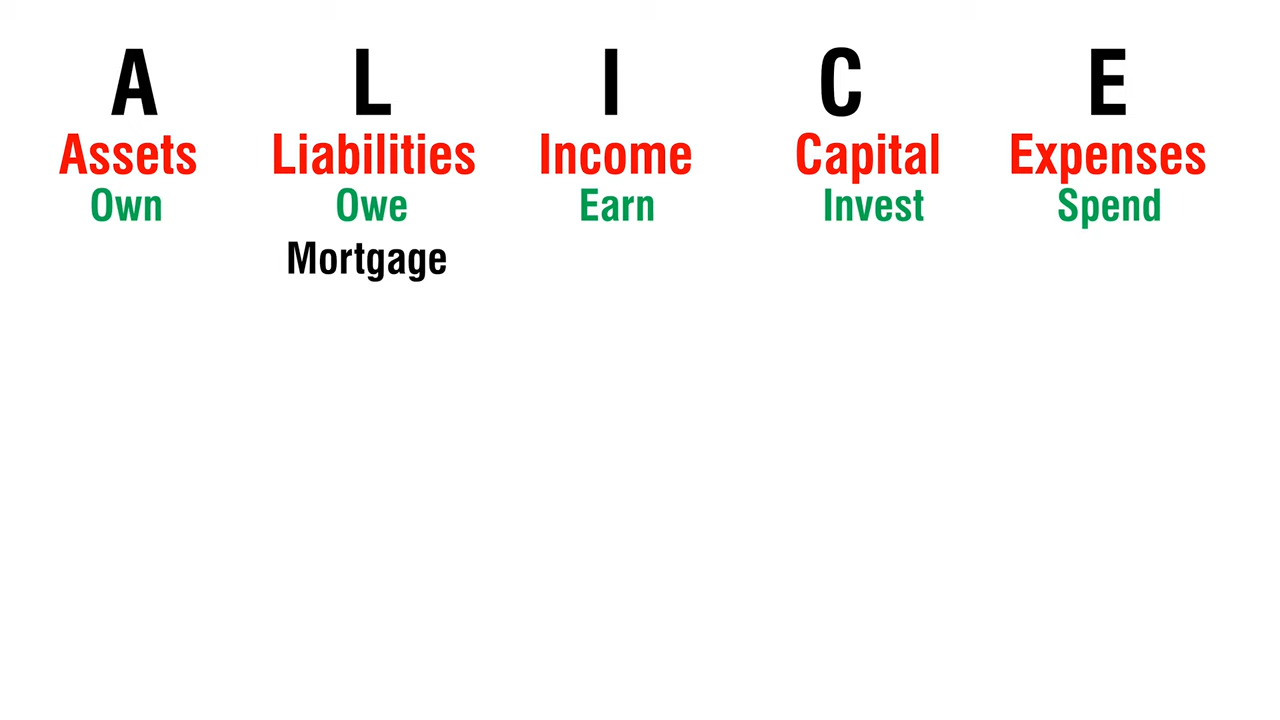 A L I C E
Assets Liabilities Income Capital Expenses
Own Owe Earn Invest Spend
Mortgage